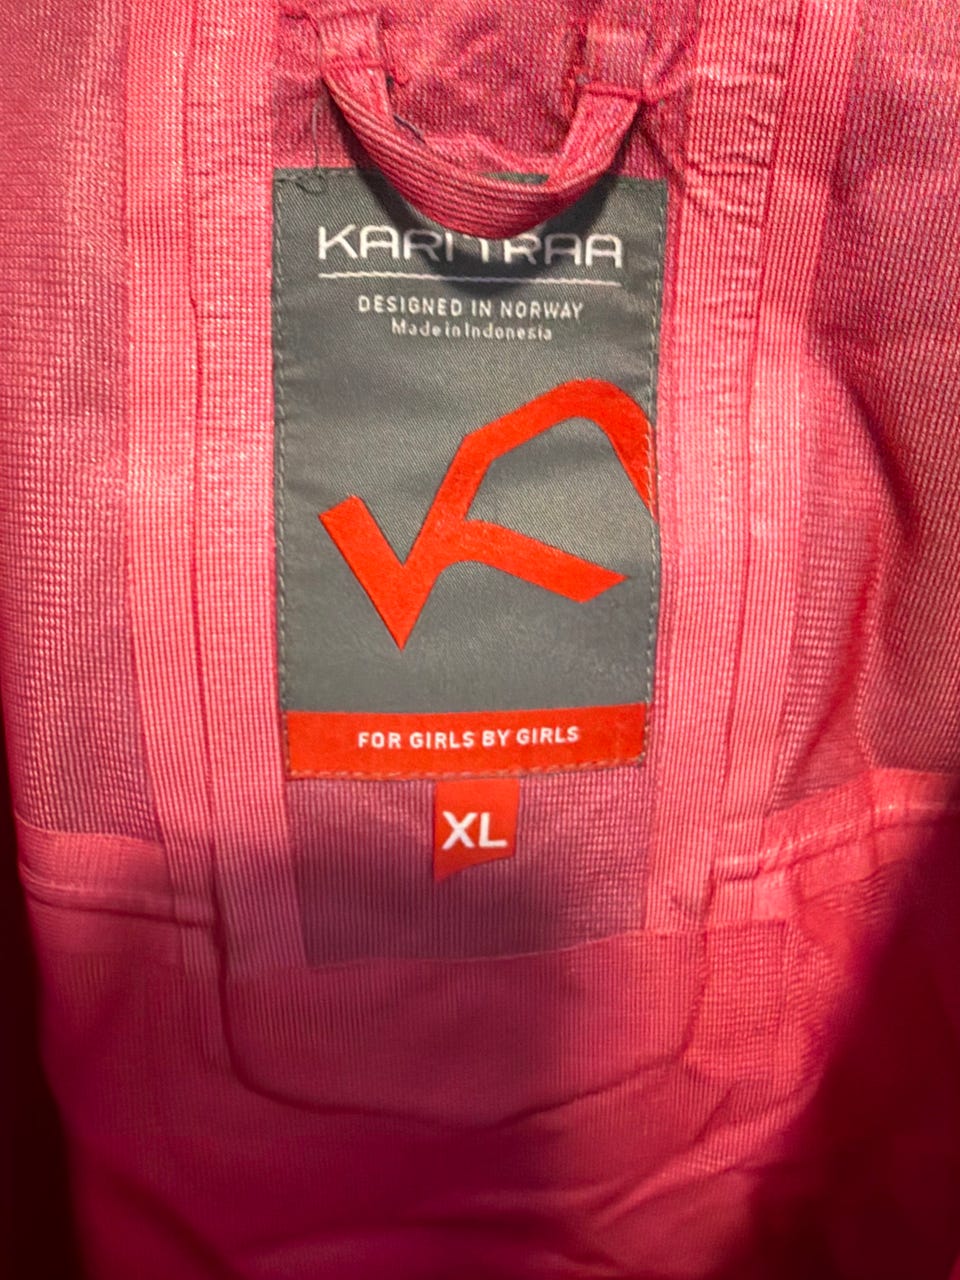 KARI TRAA
DESIGNED IN NORWAY
Made in Indonesia
FOR GIRLS BY GIRLS
XL